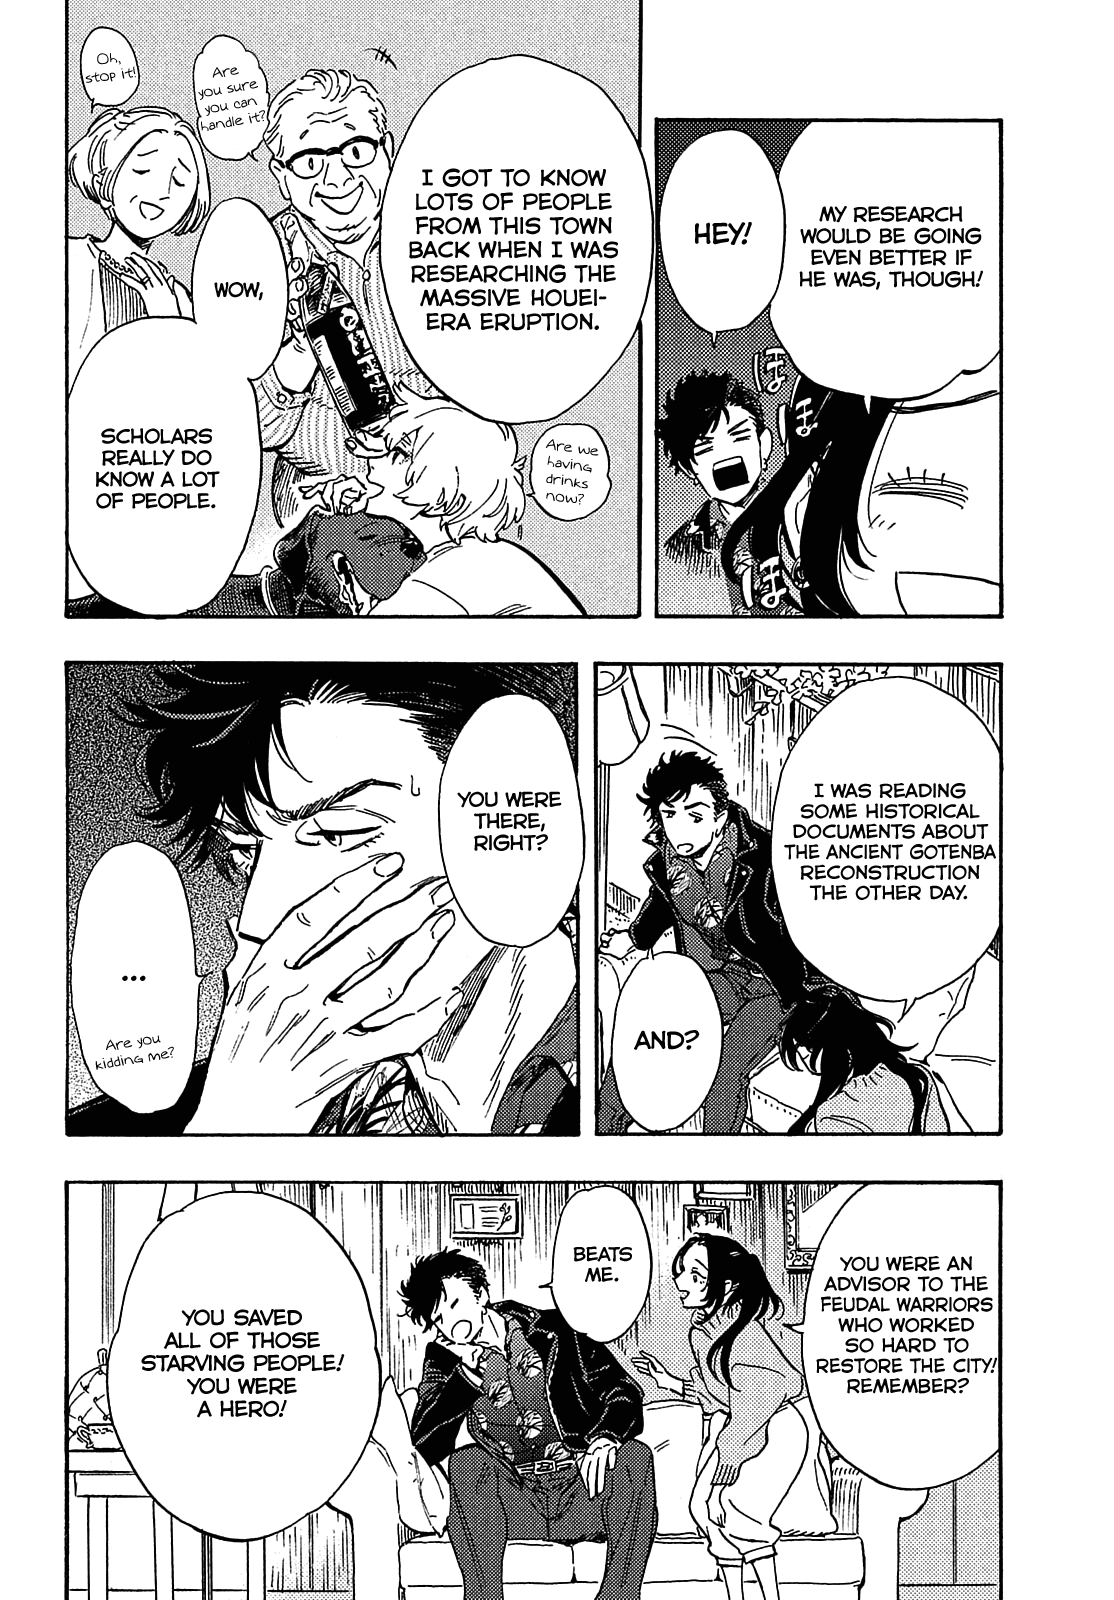 MY RESEARCH
WOULD BE GOING
EVEN BETTER IF
HE WAS, THOUGH!
HEY!
ほ
ほ
ほ
I GOT TO KNOW
LOTS OF PEOPLE
FROM THIS TOWN
BACK WHEN I WAS
RESEARCHING THE
MASSIVE HOUEI-
ERA ERUPTION.
Are
you sure
you can
handle it?
Oh,
stop it!
WOW,
SCHOLARS
REALLY DO
KNOW A LOT
OF PEOPLE.
Are we
having
drinks
now?
I WAS READING
SOME HISTORICAL
DOCUMENTS ABOUT
THE ANCIENT GOTENBA
RECONSTRUCTION
THE OTHER DAY.
AND?
YOU WERE
THERE,
RIGHT?
...
Are you
kidding me?
YOU WERE AN
ADVISOR TO THE
FEUDAL WARRIORS
WHO WORKED
SO HARD TO
RESTORE THE CITY!
REMEMBER?
BEATS
ME.
YOU SAVED
ALL OF THOSE
STARVING PEOPLE!
YOU WERE
A HERO!